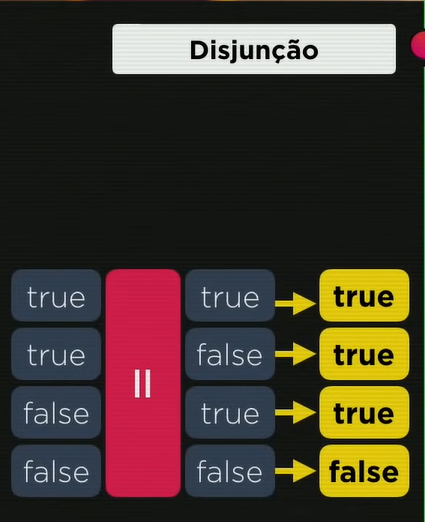 Disjunção
true || true true
true false true
false true true
false false false